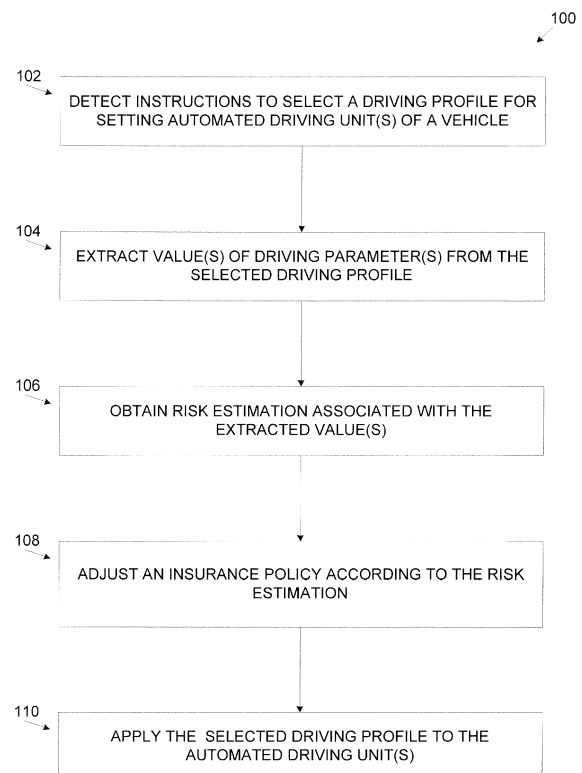 100
102
DETECT INSTRUCTIONS TO SELECT A DRIVING PROFILE FOR
SETTING AUTOMATED DRIVING UNIT(S) OF A VEHICLE
104
EXTRACT VALUE(S) OF DRIVING PARAMETER(S) FROM THE
SELECTED DRIVING PROFILE
106
OBTAIN RISK ESTIMATION ASSOCIATED WITH THE
EXTRACTED VALUE(S)
108
ADJUST AN INSURANCE POLICY ACCORDING TO THE RISK
ESTIMATION
110
APPLY THE SELECTED DRIVING PROFILE TO THE
AUTOMATED DRIVING UNIT(S)